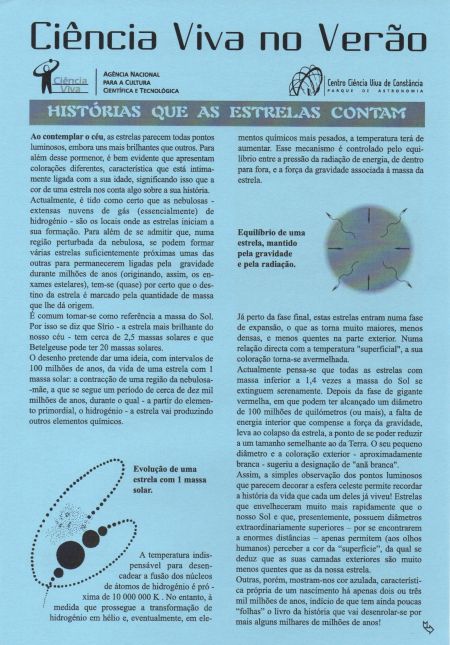 Ciência Viva no Verão
Ciência
Viva
AGÊNCIA NACIONAL
PARA A CULTURA
CIENTÍFICA E TECNOLÓGICA
Centro Ciência Viva de Constância
PARQUE DE ASTRONOMIA
HISTÓRIAS QUE AS ESTRELAS CONTAM
Ao contemplar o céu, as estrelas parecem todas pontos
luminosos, embora uns mais brilhantes que outros. Para
além desse pormenor, é bem evidente que apresentam
colorações diferentes, característica que está intima-
mente ligada com a sua idade, significando isso que a
cor de uma estrela nos conta algo sobre a sua história.
Actualmente, é tido como certo que as nebulosas -
extensas nuvens de gás (essencialmente) de
hidrogénio - são os locais onde as estrelas iniciam a
sua formação. Para além de se admitir que, numa
região perturbada da nebulosa, se podem formar
várias estrelas suficientemente próximas umas das
outras para permanecerem ligadas pela gravidade
durante milhões de anos (originando, assim, os en-
xames estelares), tem-se (quase) por certo que o des-
tino da estrela é marcado pela quantidade de massa
que lhe dá origem.
É comum tomar-se como referência a massa do Sol.
Por isso se diz que Sírio - a estrela mais brilhante do
nosso céu - tem cerca de 2,5 massas solares e que
Betelgeuse pode ter 20 massas solares.
O desenho pretende dar uma ideia, com intervalos de
100 milhões de anos, da vida de uma estrela com 1
massa solar: a contracção de uma região da nebulosa-
-mãe, a que se segue um período de cerca de dez mil
milhões de anos, durante o qual - a partir do elemen-
to primordial, o hidrogénio - a estrela vai produzindo
outros elementos químicos.
Evolução de uma
estrela com 1 massa
solar.
A temperatura indis-
pensável para desen-
cadear a fusão dos núcleos
de átomos de hidrogénio é pró-
xima de 10 000 000 K . No entanto, à
medida que prossegue a transformação de
hidrogénio em hélio e, eventualmente, em ele-
mentos químicos mais pesados, a temperatura terá de
aumentar. Esse mecanismo é controlado pelo equi-
líbrio entre a pressão da radiação de energia, de dentro
para fora, e a força da gravidade associada à massa da
estrela.
Equilíbrio de uma
estrela, mantido
pela gravidade
e pela radiação.
Já perto da fase final, estas estrelas entram numa fase
de expansão, o que as torna muito maiores, menos
densas, e menos quentes na parte exterior. Numa
relação directa com a temperatura "superficial", a sua
coloração torna-se avermelhada.
Actualmente pensa-se que todas as estrelas com
massa inferior a 1,4 vezes a massa do Sol se
extinguem serenamente. Depois da fase de gigante
vermelha, em que podem ter alcançado um diâmetro
de 100 milhões de quilómetros (ou mais), a falta de
energia interior que compense a força da gravidade,
leva ao colapso da estrela, a ponto de se poder reduzir
a um tamanho semelhante ao da Terra. O seu pequeno
diâmetro e a coloração exterior - aproximadamente
branca - sugeriu a designação de "anã branca".
Assim, a simples observação dos pontos luminosos
que parecem decorar a esfera celeste permite recordar
a história da vida que cada um deles já viveu! Estrelas
que envelheceram muito mais rapidamente que o
nosso Sol e que, presentemente, possuem diâmetros
extraordinariamente superiores – por se encontrarem
a enormes distâncias – apenas permitem (aos olhos
humanos) perceber a cor da "superfície", da qual se
deduz que as suas camadas exteriores são muito
menos quentes que as da nossa estrela.
Outras, porém, mostram-nos cor azulada, característi-
ca própria de um nascimento há apenas dois ou três
mil milhões de anos, indício de que tem ainda poucas
"folhas" o livro da história que vai desenrolar-se por
mais alguns milhares de milhões de anos!